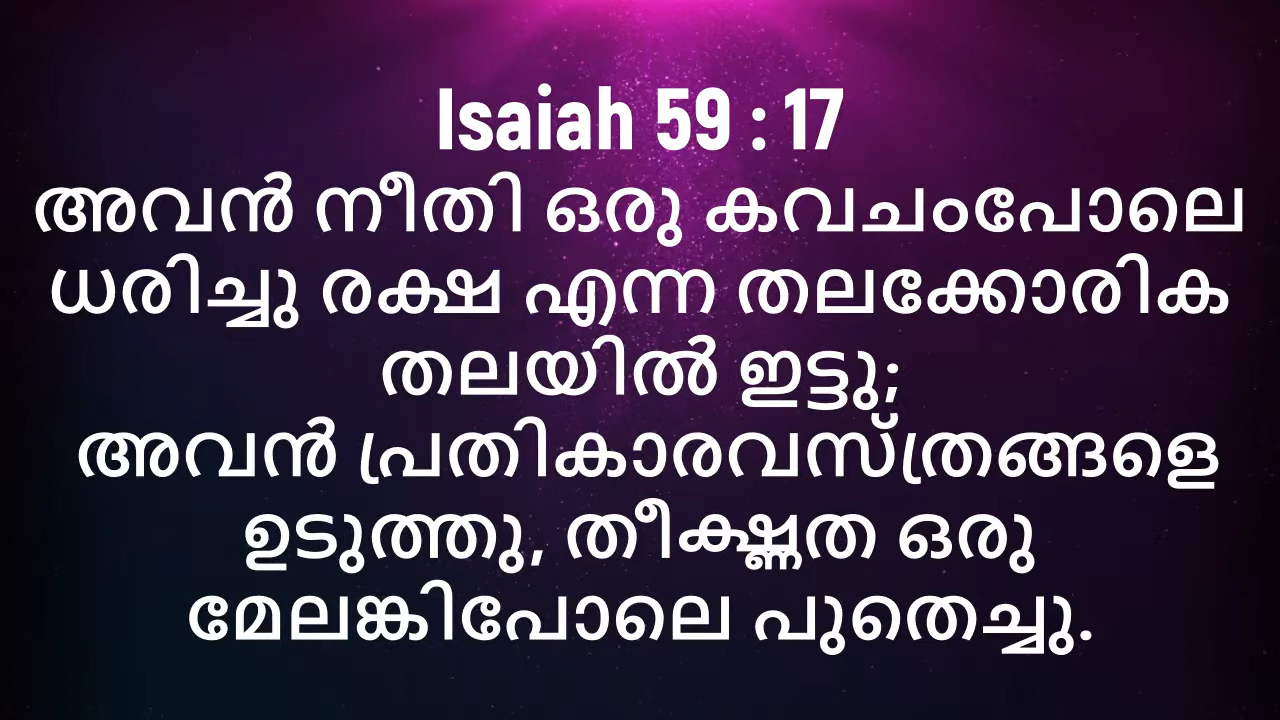 Isaiah 59 : 17
അവൻ നീതി ഒരു കവചംപോലെ
ധരിച്ചു രക്ഷ എന്ന തലക്കോരിക
തലയിൽ ഇട്ടു;
അവൻ പ്രതികാരവസ്ത്രങ്ങളെ
ഉടുത്തു, തീക്ഷ്ണത ഒരു
മേലങ്കിപോലെ പുതെച്ചു.